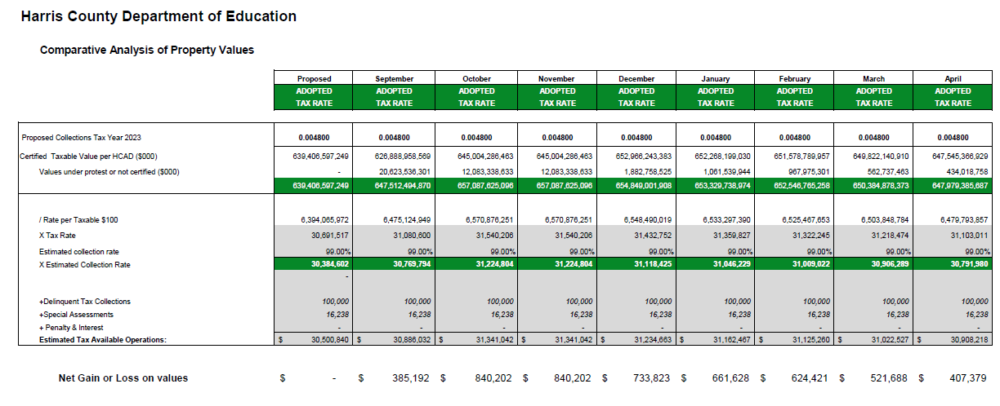 Harris County Department of Education
Comparative Analysis of Property Values
Proposed September October November December January February March April
ADOPTED ADOPTED ADOPTED ADOPTED ADOPTED ADOPTED ADOPTED ADOPTED ADOPTED
TAX RATE TAX RATE TAX RATE TAX RATE TAX RATE TAX RATE TAX RATE TAX RATE TAX RATE
Proposed Collections Tax Year 2023 0.004800 0.004800 0.004800 0.004800 0.004800 0.004800 0.004800 0.004800 0.004800
Certified Taxable Value per HCAD ($000) 639,406,597,249 626,888,958,569 645,004,286,463 645,004,286,463 652,966,243,383 652,268,199,030 651,578,789,957 649,822,140,910 647,545,366,929
Values under protest or not certified ($000) - 20,623,536,301 12,083,338,633 12,083,338,633 1,882,758,525 1,061,539,944 967,975,301 562,737,463 434,018,758
639,406,597,249 647,512,494,870 657,087,625,096 657,087,625,096 654,849,001,908 653,329,738,974 652,546,765,258 650,384,878,373 647,979,385,687
/ Rate per Taxable $100 6,394,065,972 6,475,124,949 6,570,876,251 6,570,876,251 6,548,490,019 6,533,297,390 6,525,467,653 6,503,848,784 6,479,793,857
X Tax Rate 30,691,517 31,080,600 31,540,206 31,540,206 31,432,752 31,359,827 31,322,245 31,218,474 31,103,011
Estimated collection rate 99.00% 99.00% 99.00% 99.00% 99.00% 99.00% 99.00% 99.00% 99.00%
X Estimated Collection Rate 30,384,602 30,769,794 31,224,804 31,224,804 31,118,425 31,046,229 31,009,022 30,906,289 30,791,980
-
+Delinquent Tax Collections 100,000 100,000 100,000 100,000 100,000 100,000 100,000 100,000 100,000
+Special Assessments 16,238 16,238 16,238 16,238 16,238 16,238 16,238 16,238 16,238
+ Penalty & Interest - - - - - - - - -
Estimated Tax Available Operations: $ 30,500,840 $ 30,886,032 $ 31,341,042 $ 31,341,042 $ 31,234,663 $ 31,162,467 $ 31,125,260 $ 31,022,527 $ 30,908,218
Net Gain or Loss on values $ - $ 385,192 $ 840,202 $ 840,202 $ 733,823 $ 661,628 $ 624,421 $ 521,688 $ 407,379